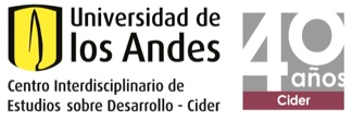 Universidad de
los Andes
Centro Interdisciplinario de
Estudios sobre Desarrollo - Cider
40
años
Cider